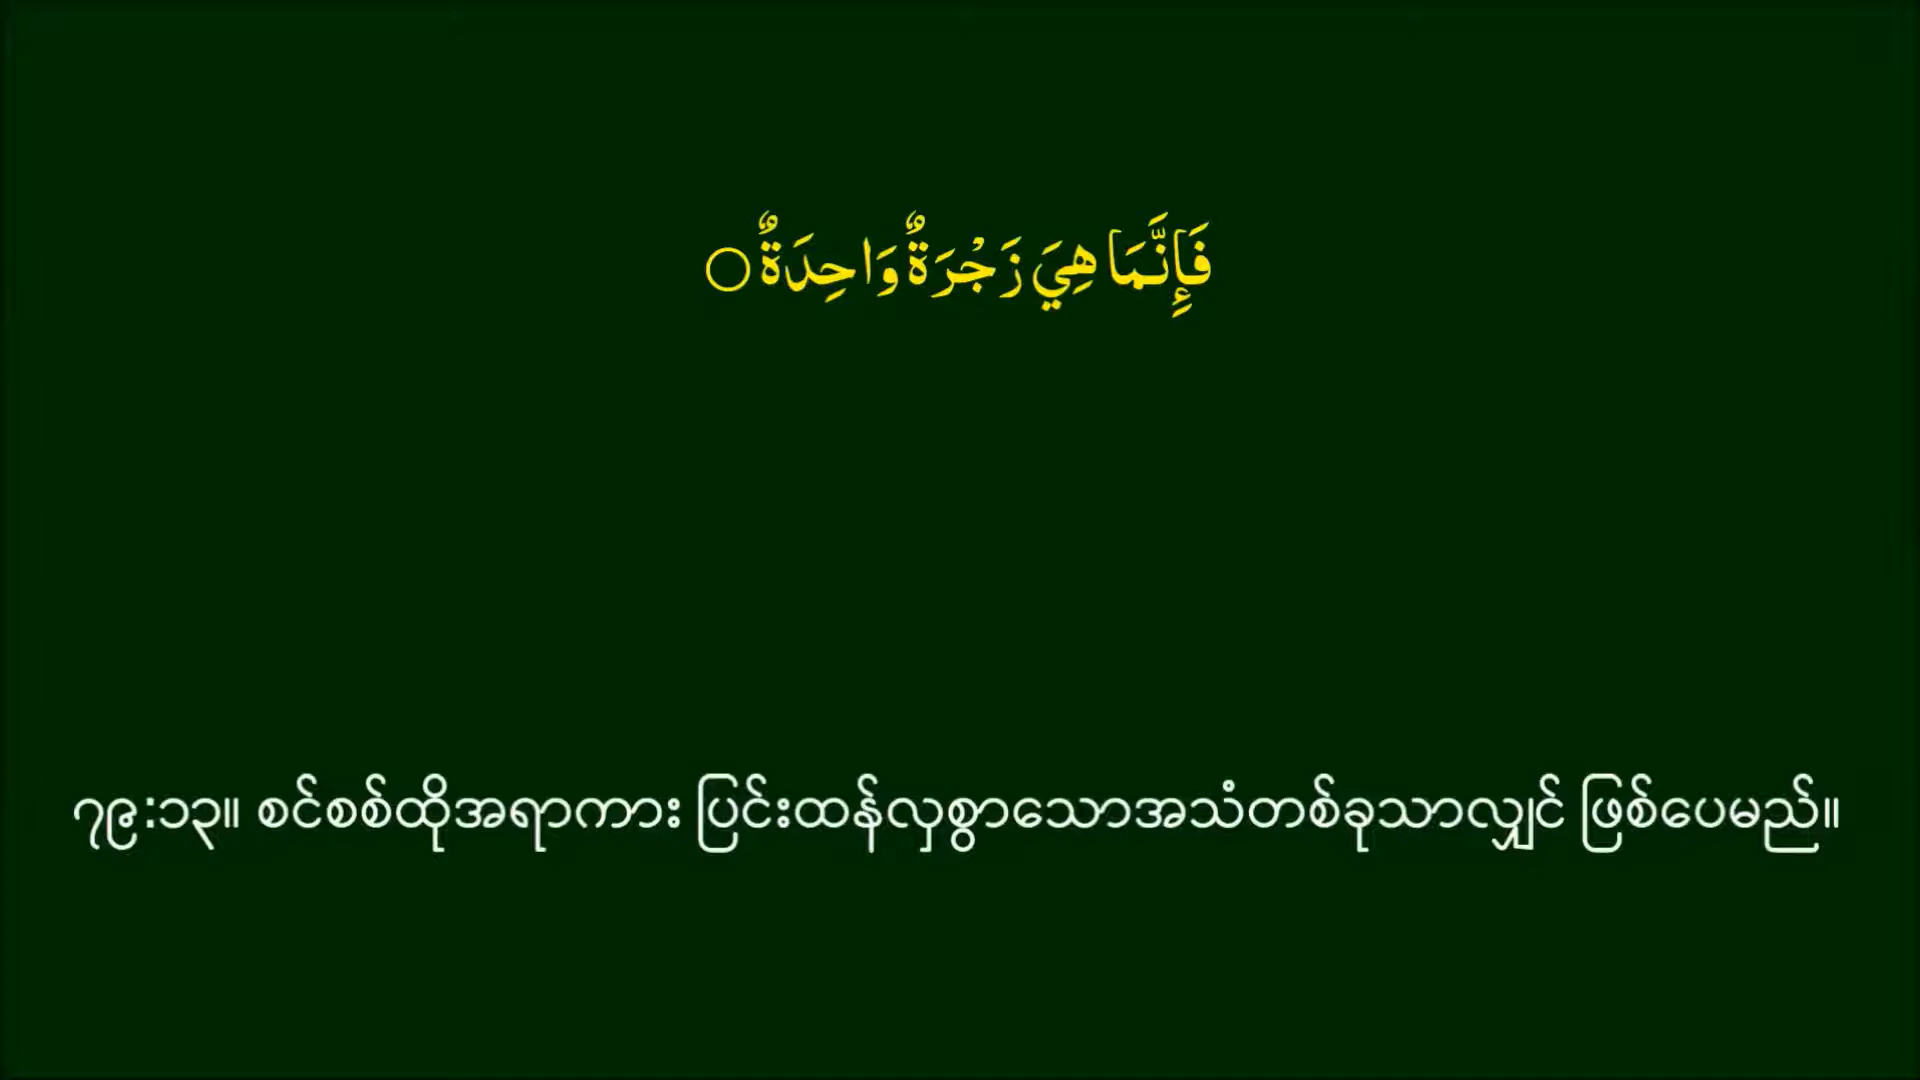 فَإِنَّمَا هِيَ زَجْرَةٌ وَاحِدَةٌ ○
၇၉:၁၃။ စင်စစ်ထိုအရာကား ပြင်းထန်လှစွာသောအသံတစ်ခုသာလျှင် ဖြစ်ပေမည်။